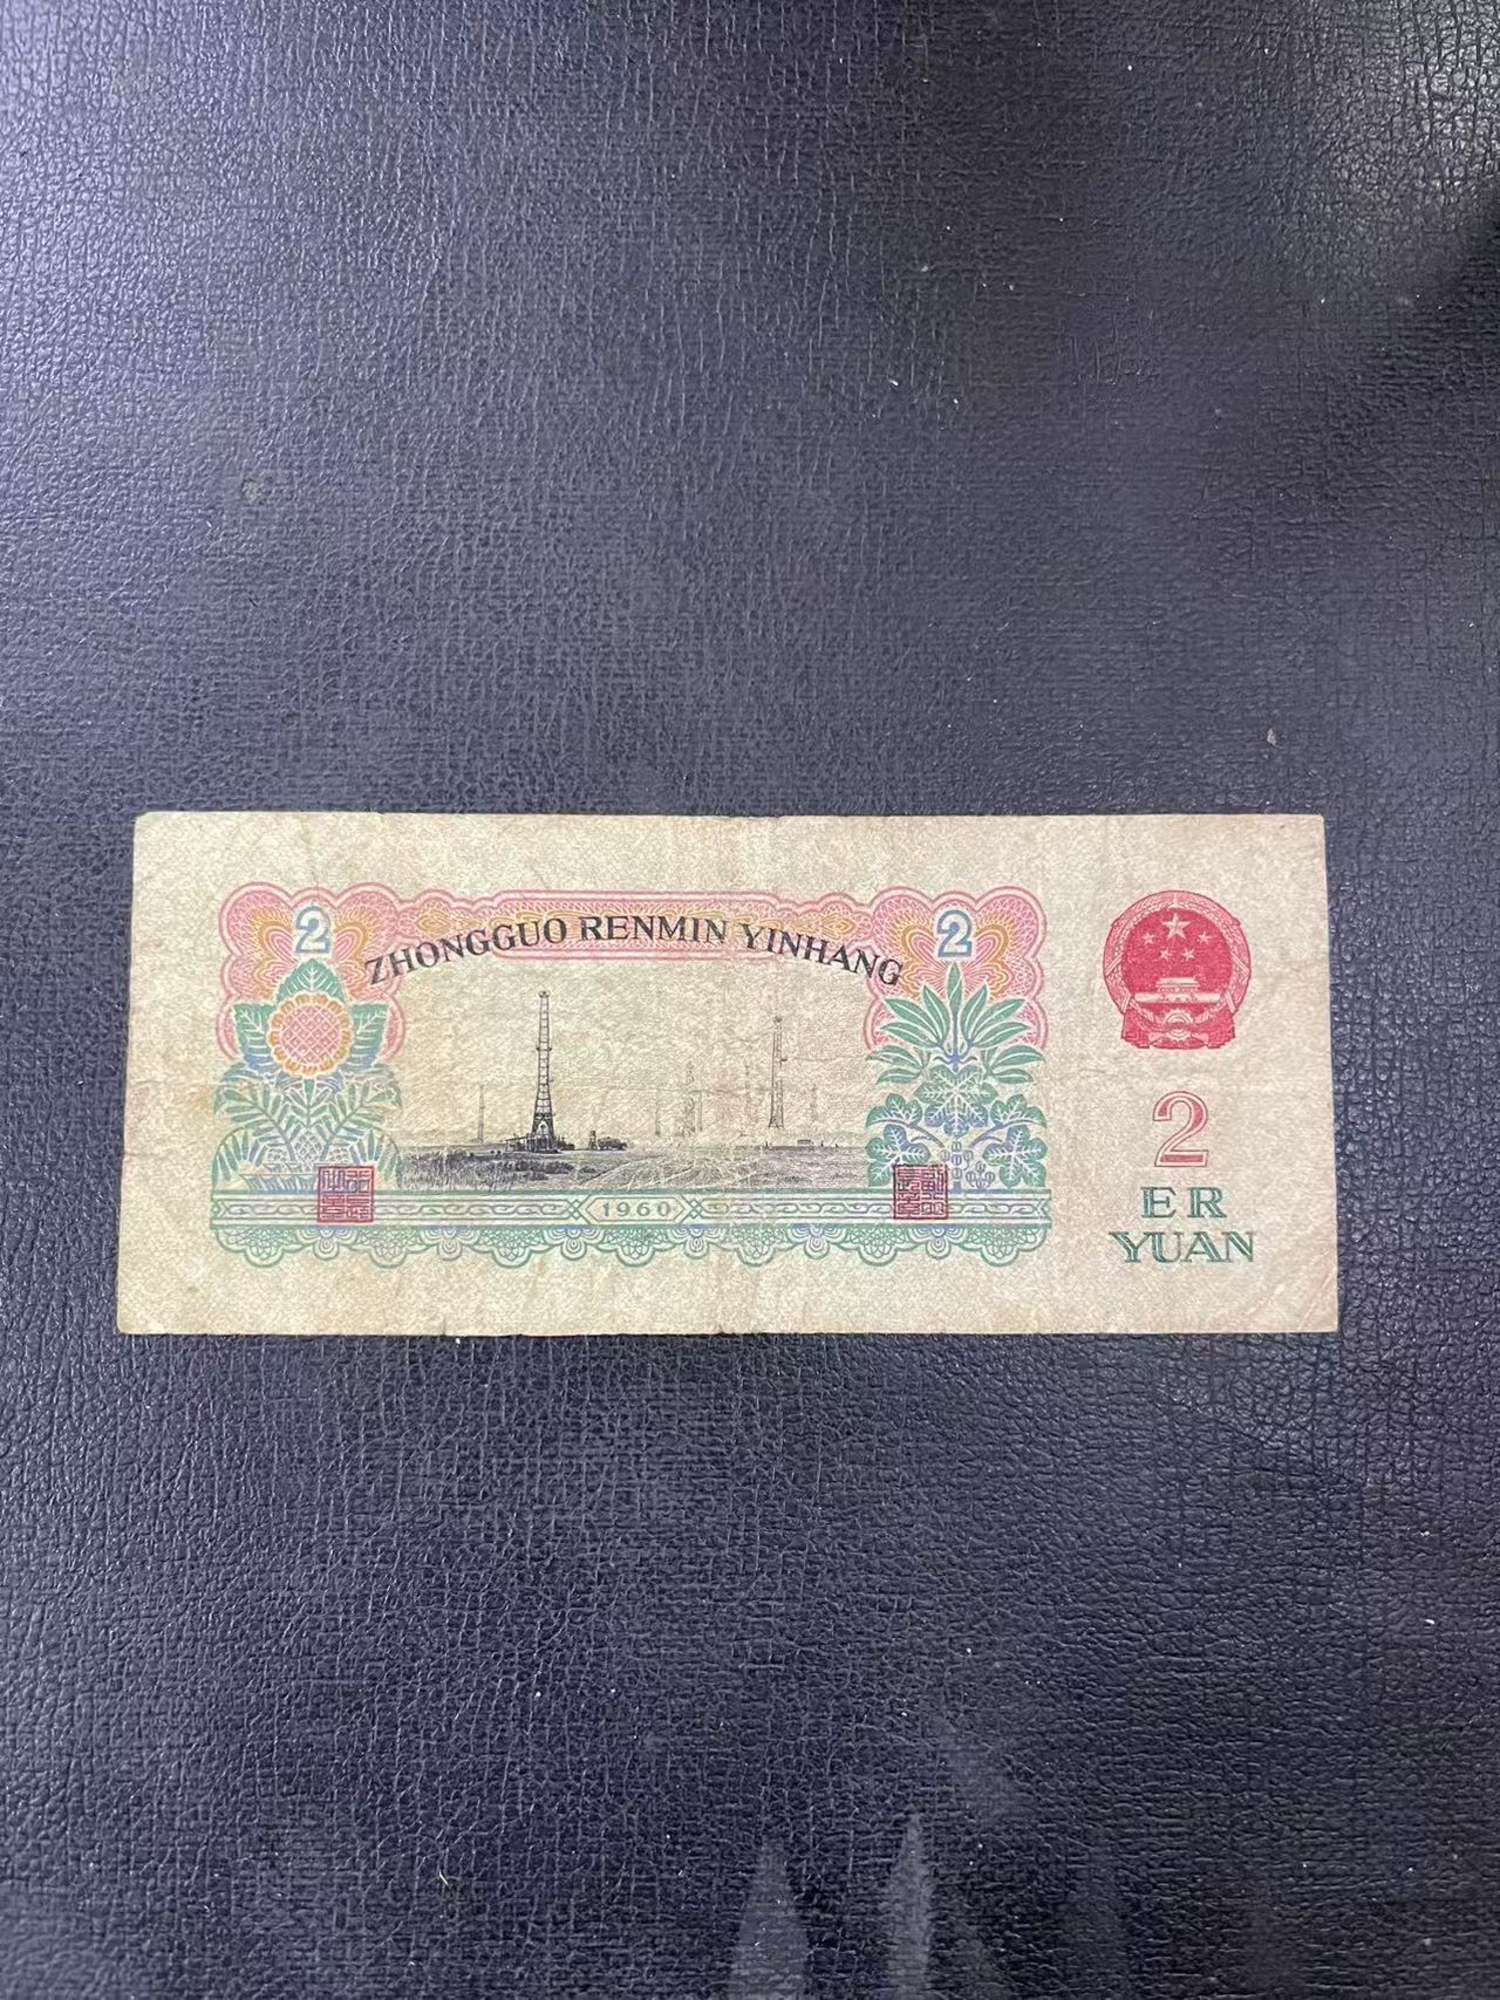 2
2
ZHONGGUO RENMIN YINHANG
1960
2
ER
YUAN